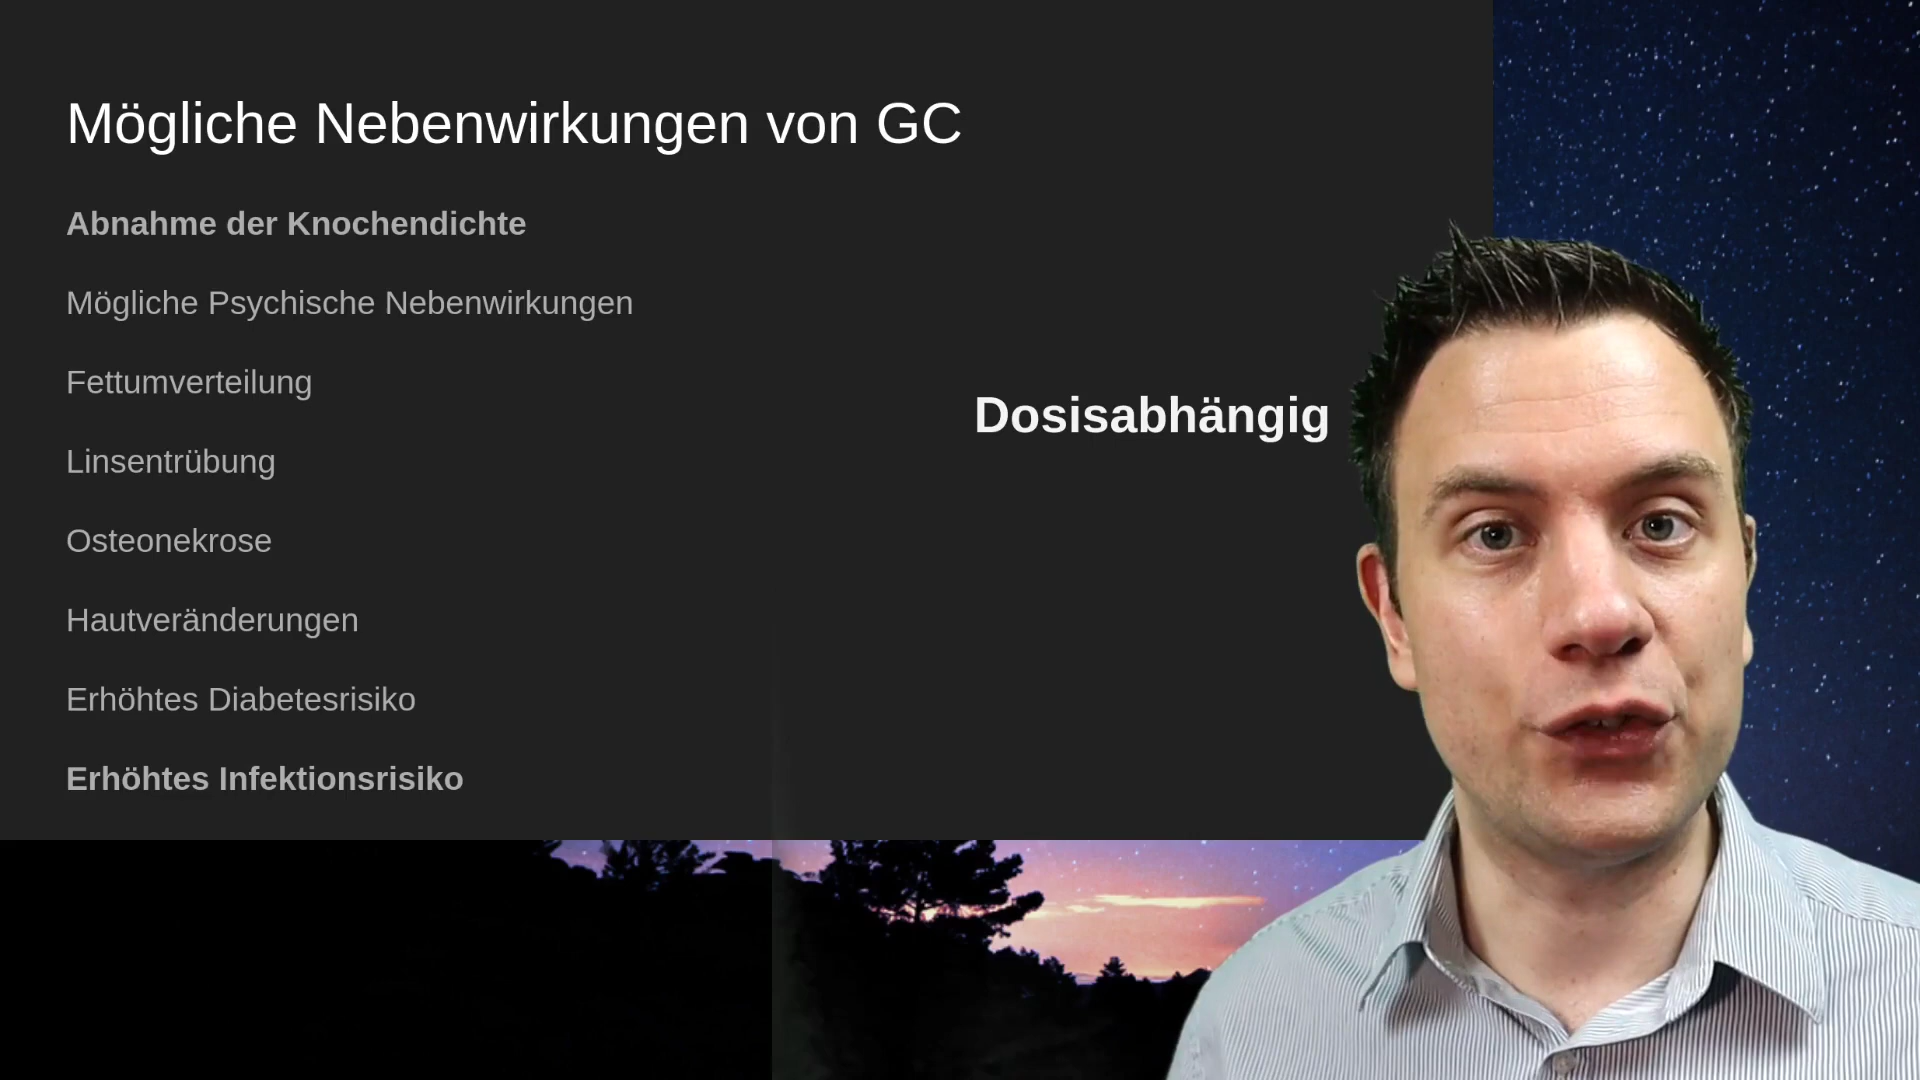 Mögliche Nebenwirkungen von GC
Abnahme der Knochendichte
Mögliche Psychische Nebenwirkungen
Fettumverteilung
Dosisabhängig
Linsentrübung
Osteonekrose
Hautveränderungen
Erhöhtes Diabetesrisiko
Erhöhtes Infektionsrisiko